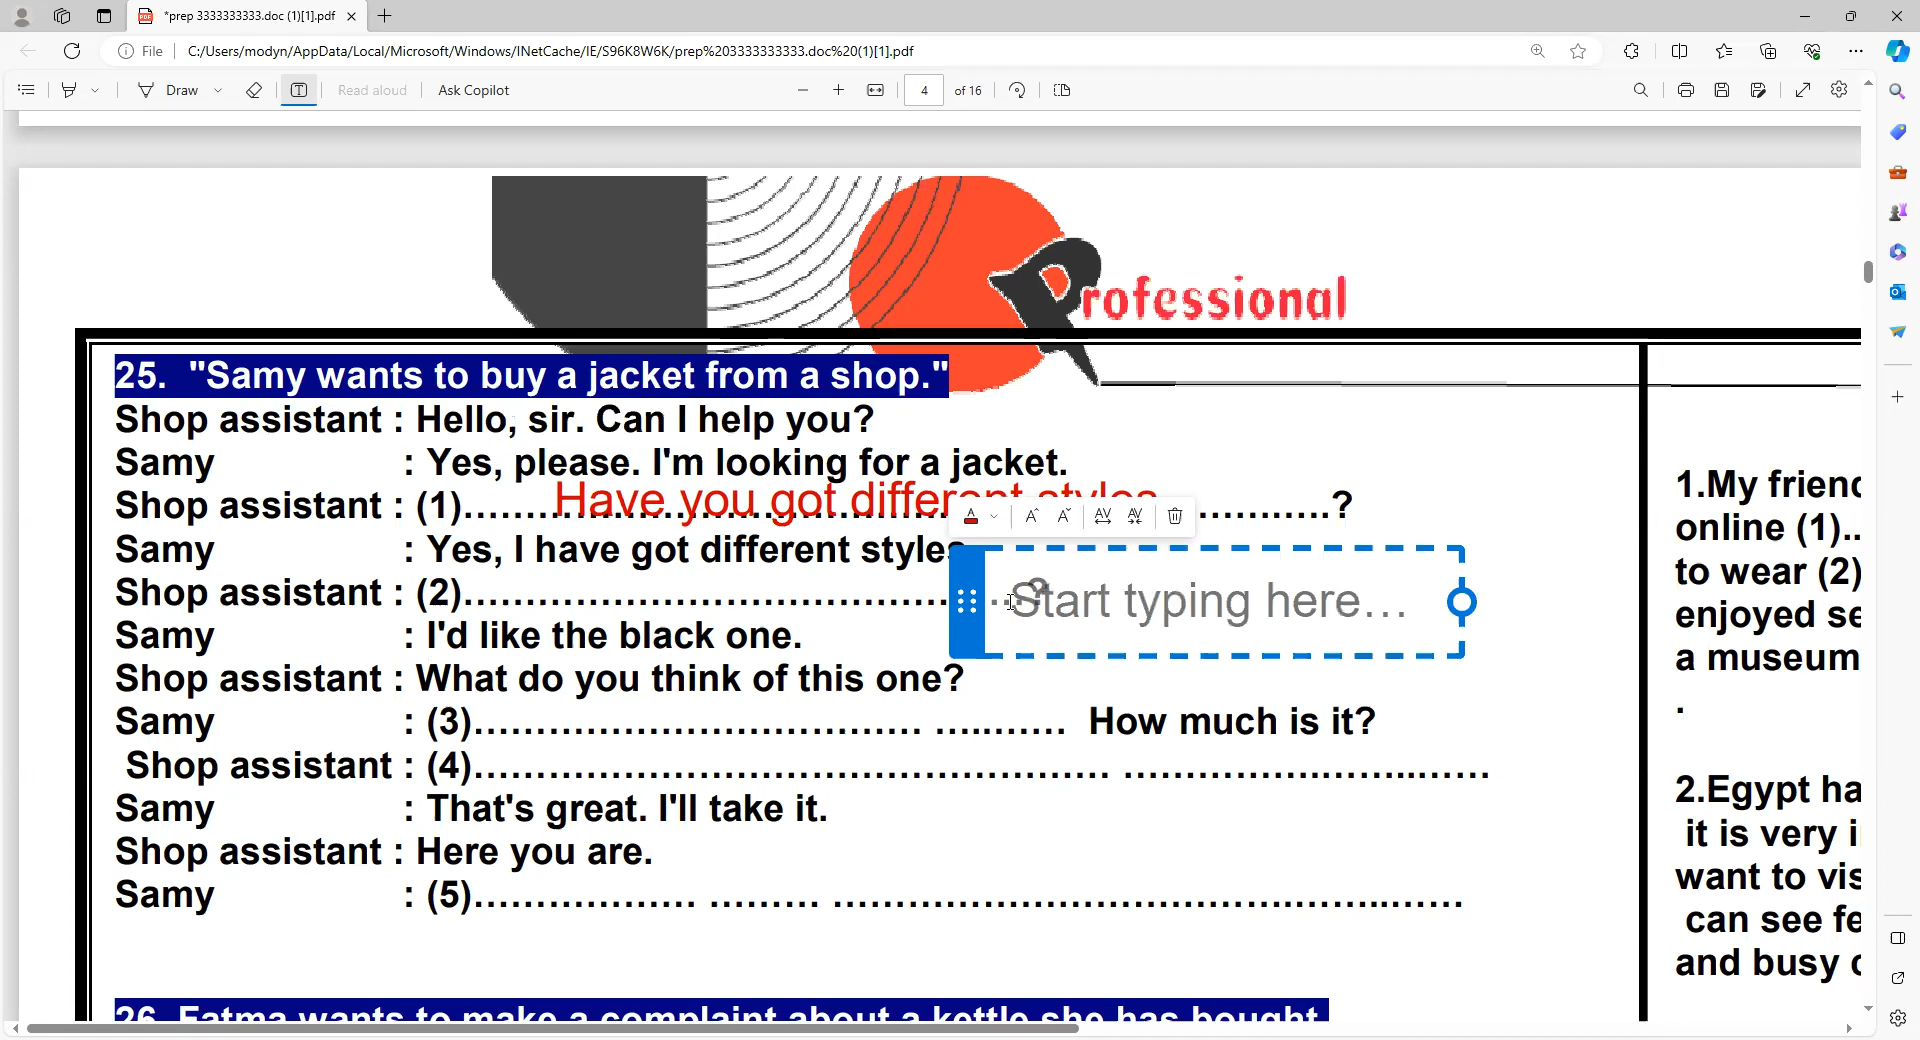 *prep 3333333333.doc (1)[1].pdf
File
C:/Users/modyn/AppData/Local/Microsoft/Windows/INetCache/IE/S96K8W6K/prep%203333333333.doc%20(1)[1].pdf
Draw
Read aloud
Ask Copilot
4 of 16
Professional
25. "Samy wants to buy a jacket from a shop."
Shop assistant : Hello, sir. Can I help you?
Samy : Yes, please. I'm looking for a jacket.
Have you got different styles
Shop assistant : (1)..............................................................?
Samy : Yes, I have got different styles
Shop assistant : (2)..........................................?
Start typing here…
Samy : I'd like the black one.
Shop assistant : What do you think of this one?
Samy : (3)............................................ How much is it?
Shop assistant : (4)..............................................................................
Samy : That's great. I'll take it.
Shop assistant : Here you are.
Samy : (5)..............................................................................
26. Fatma wants to make a complaint about a kettle she has bought
1.My friend
online (1)..
to wear (2)
enjoyed se
a museum
.
2.Egypt ha
it is very i
want to vis
can see fe
and busy c